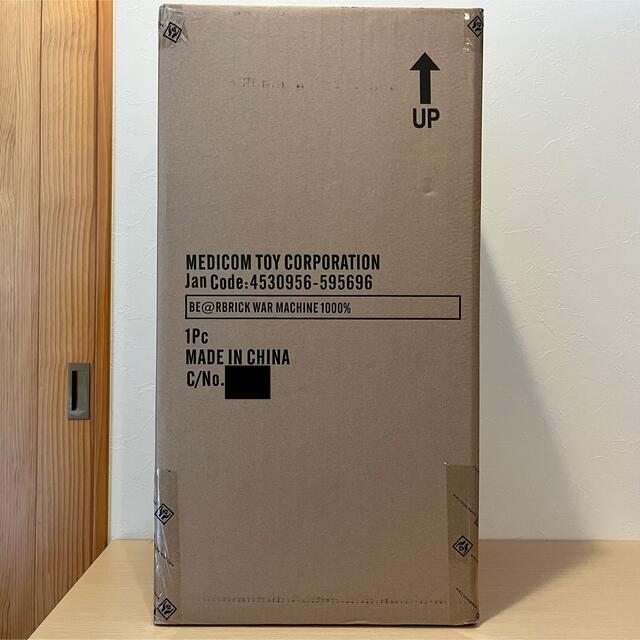 UP
MEDICOM TOY CORPORATION
Jan Code:4530956-595696
BE@RBRICK WAR MACHINE 1000%
1Pc
MADE IN CHINA
C/No.